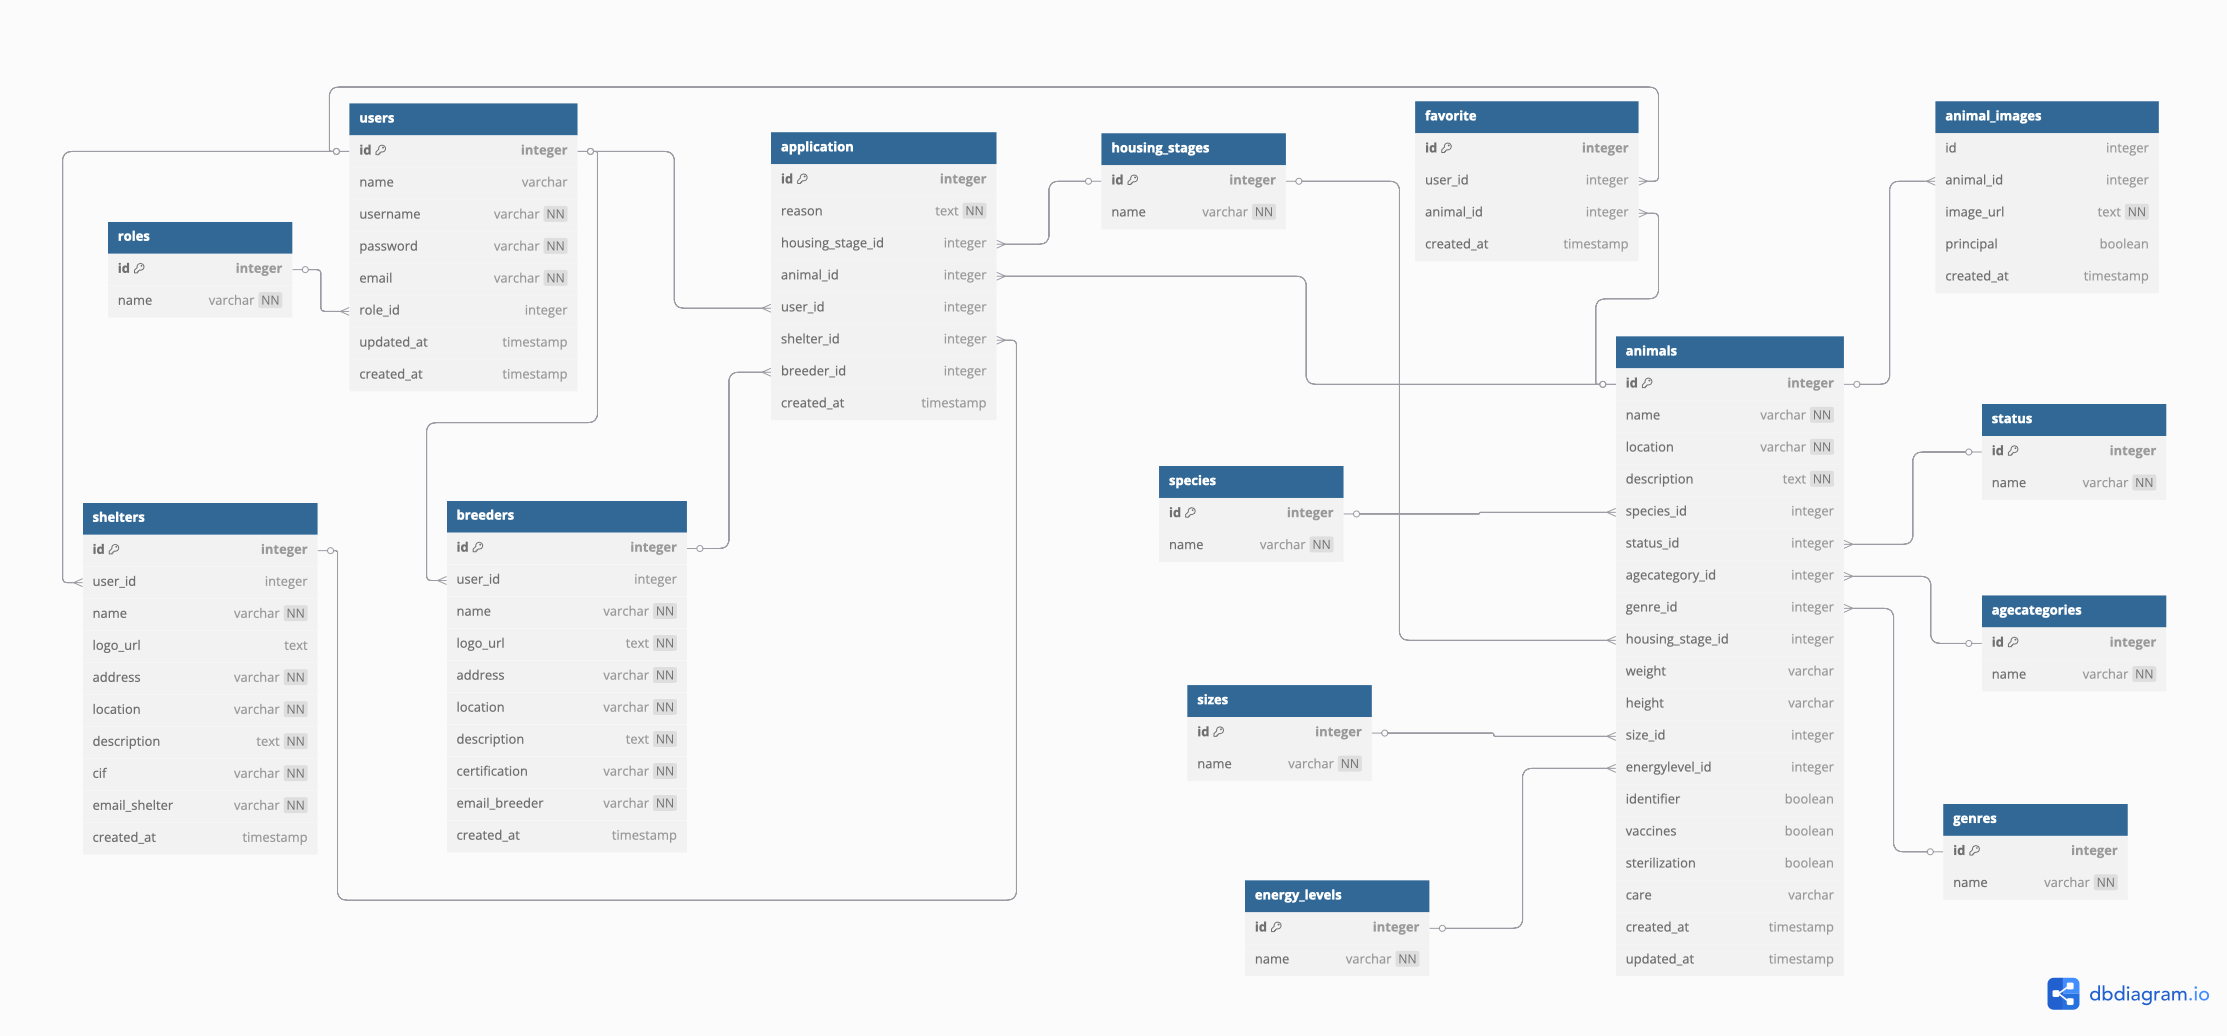 users
id integer
name varchar
username varchar NN
password varchar NN
email varchar NN
role_id integer
updated_at timestamp
created_at timestamp
roles
id integer
name varchar NN
application
id integer
reason text NN
housing_stage_id integer
animal_id integer
user_id integer
shelter_id integer
breeder_id integer
created_at timestamp
housing_stages
id integer
name varchar NN
favorite
id integer
user_id integer
animal_id integer
created_at timestamp
animal_images
id integer
animal_id integer
image_url text NN
principal boolean
created_at timestamp
shelters
id integer
user_id integer
name varchar NN
logo_url text
address varchar NN
location varchar NN
description text NN
cif varchar NN
email_shelter varchar NN
created_at timestamp
breeders
id integer
user_id integer
name varchar NN
logo_url text NN
address varchar NN
location varchar NN
description text NN
certification varchar NN
email_breeder varchar NN
created_at timestamp
species
id integer
name varchar NN
sizes
id integer
name varchar NN
energy_levels
id integer
name varchar NN
animals
id integer
name varchar NN
location varchar NN
description text NN
species_id integer
status_id integer
agecategory_id integer
genre_id integer
housing_stage_id integer
weight varchar
height varchar
size_id integer
energylevel_id integer
identifier boolean
vaccines boolean
sterilization boolean
care varchar
created_at timestamp
updated_at timestamp
status
id integer
name varchar NN
agecategories
id integer
name varchar NN
genres
id integer
name varchar NN
dbdiagram.io